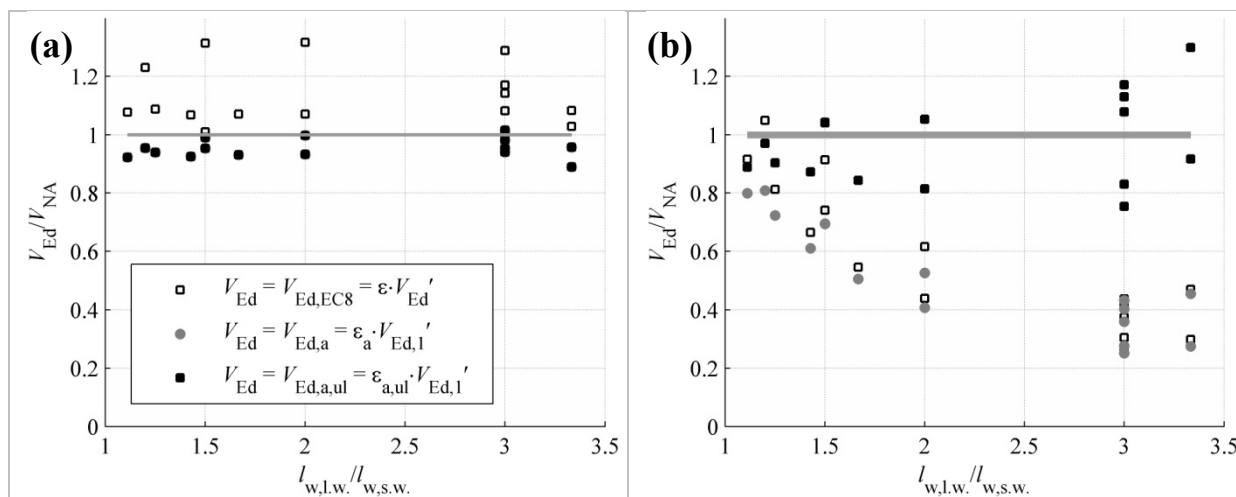 (a)
V_Ed/V_NA
1.2
1
0.8
0.6
0.4
0.2
0
V_Ed = V_Ed,EC8 = ε·V_Ed′
V_Ed = V_Ed,a = ε_a·V_Ed,1′
V_Ed = V_Ed,a,ul = ε_a,ul·V_Ed,1′
1 1.5 2 2.5 3 3.5
l_w,l.w./l_w,s.w.
(b)
V_Ed/V_NA
1.2
1
0.8
0.6
0.4
0.2
0
1 1.5 2 2.5 3 3.5
l_w,l.w./l_w,s.w.